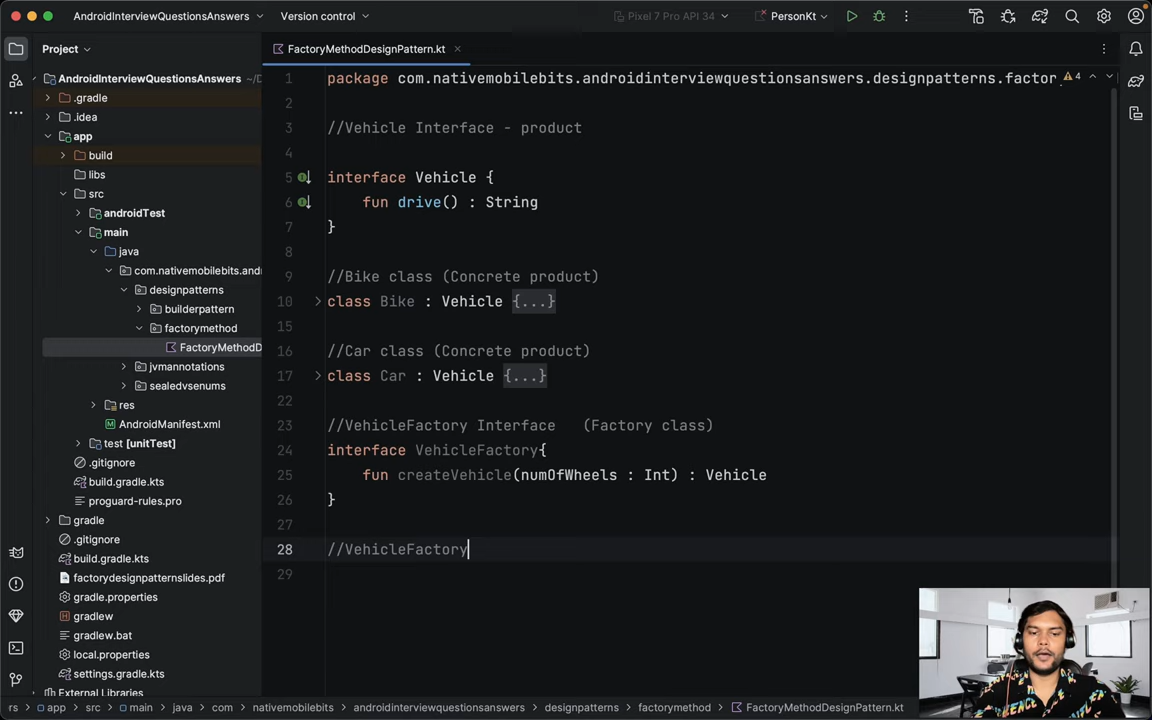 AndroidInterviewQuestionsAnswers
Version control
Pixel 7 Pro API 34
PersonKt
Project
FactoryMethodDesignPattern.kt
AndroidInterviewQuestionsAnswers
.gradle
.idea
app
build
libs
src
androidTest
main
java
com.nativemobilebits.and
designpatterns
builderpattern
factorymethod
FactoryMethodD
jvmannotations
sealedvsenums
res
AndroidManifest.xml
test [unitTest]
.gitignore
build.gradle.kts
proguard-rules.pro
gradle
.gitignore
build.gradle.kts
factorydesignpatternslides.pdf
gradle.properties
gradlew
gradlew.bat
local.properties
settings.gradle.kts
External Libraries
1 package com.nativemobilebits.androidinterviewquestionsanswers.designpatterns.factor 4
2
3 //Vehicle Interface - product
4
5 interface Vehicle {
6 fun drive() : String
7 }
8
9 //Bike class (Concrete product)
10 class Bike : Vehicle {...}
15
16 //Car class (Concrete product)
17 class Car : Vehicle {...}
22
23 //VehicleFactory Interface (Factory class)
24 interface VehicleFactory{
25 fun createVehicle(numOfWheels : Int) : Vehicle
26 }
27
28 //VehicleFactory
29
rs app src main java com nativemobilebits androidinterviewquestionsanswers designpatterns factorymethod FactoryMethodDesignPattern.kt